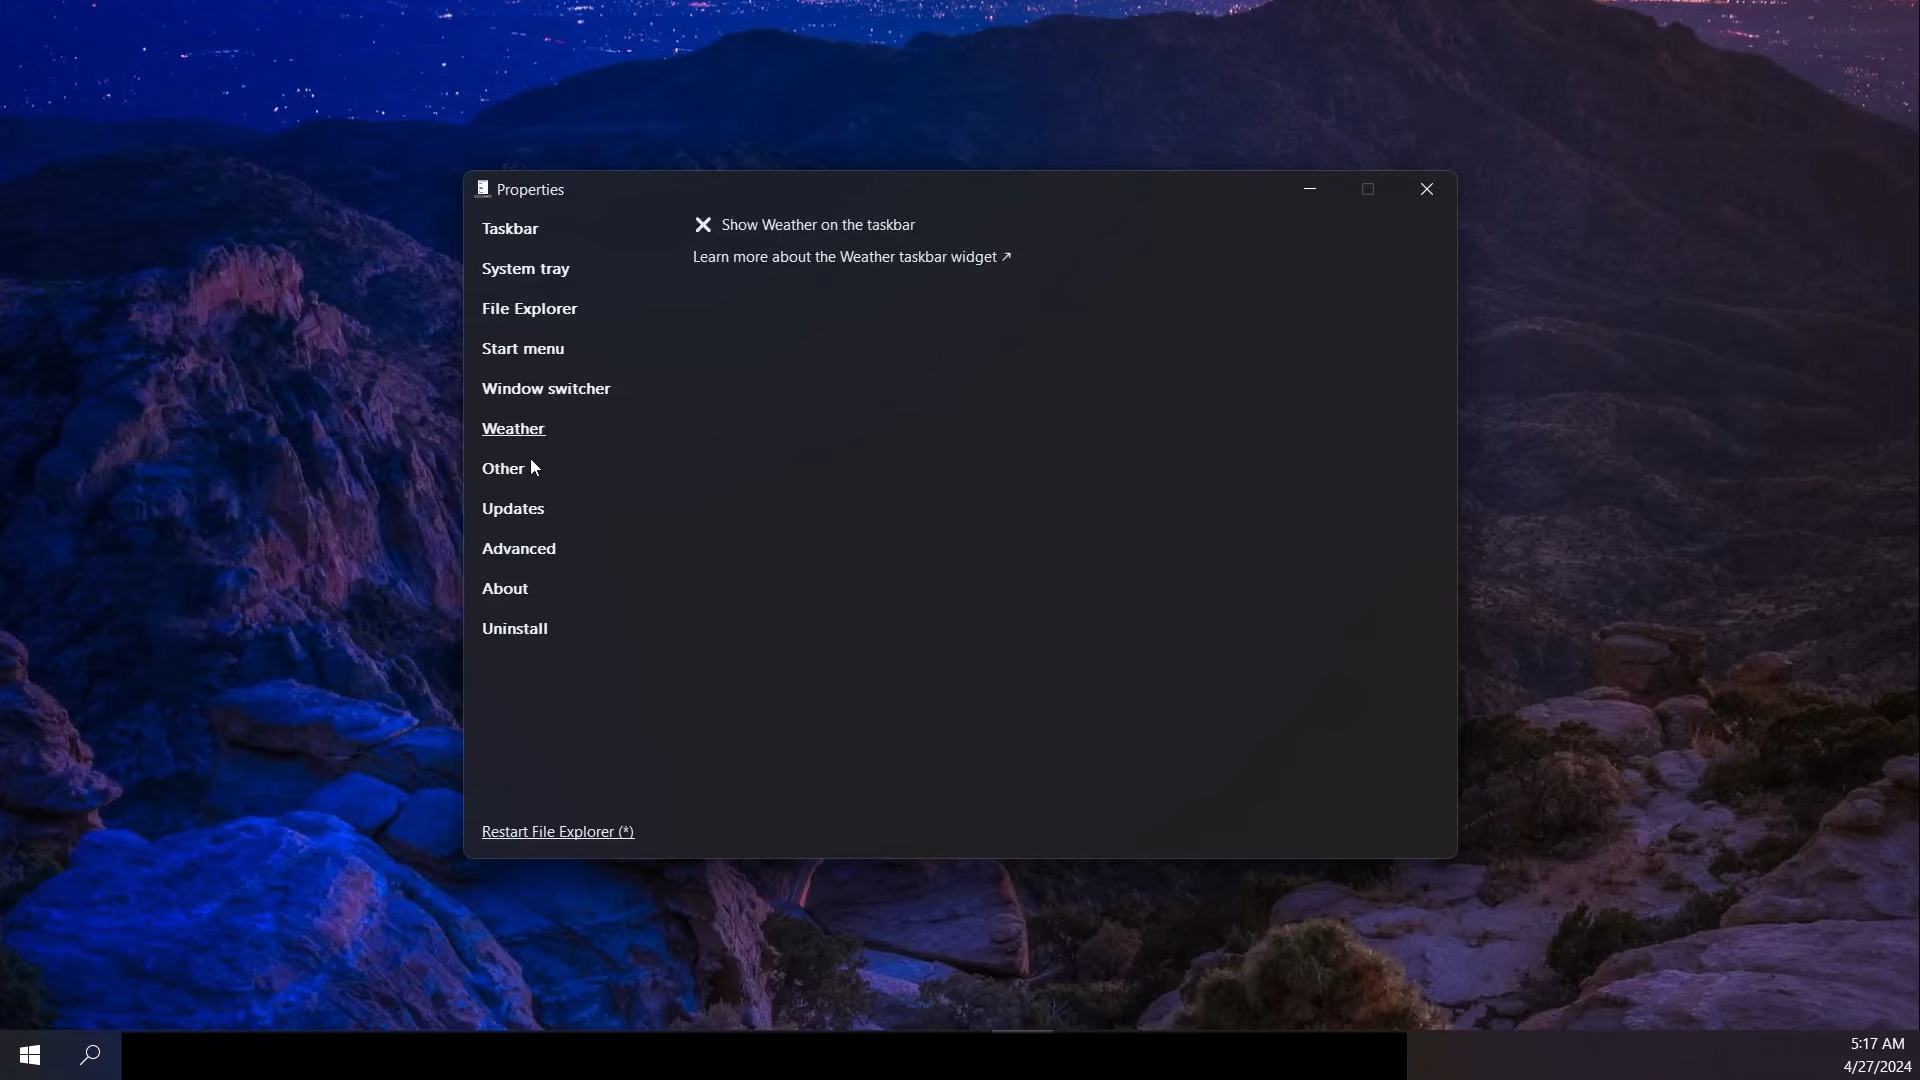 Properties
Taskbar
System tray
File Explorer
Start menu
Window switcher
Weather
Other
Updates
Advanced
About
Uninstall
Restart File Explorer (*)
Show Weather on the taskbar
Learn more about the Weather taskbar widget ↗
5:17 AM
4/27/2024